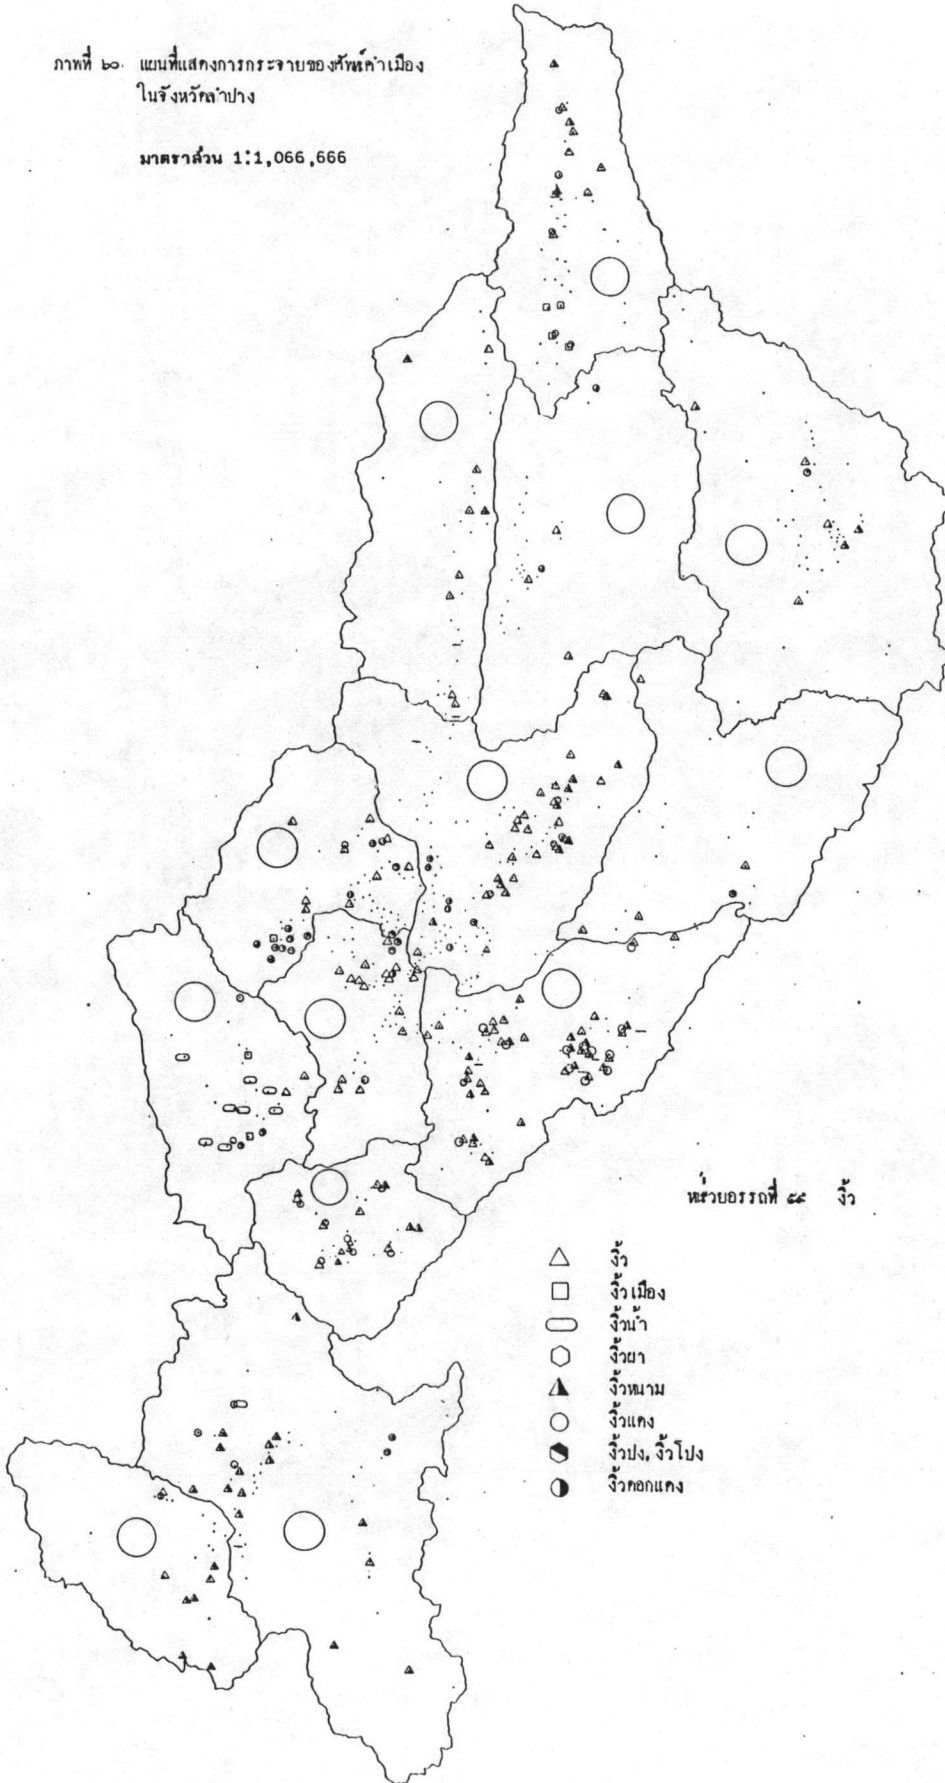 ภาพที่ ๒๐. แผนที่แสดงการกระจายของศัพท์คำเมือง
ในจังหวัดลำปาง
มาตราส่วน 1:1,066,666
หน่วยอรรถที่ ๔๙ งิ้ว
งิ้ว
งิ้วเมือง
งิ้วน้ำ
งิ้วผา
งิ้วหนาม
งิ้วแดง
งิ้วปง, งิ้วโปง
งิ้วดอกแดง